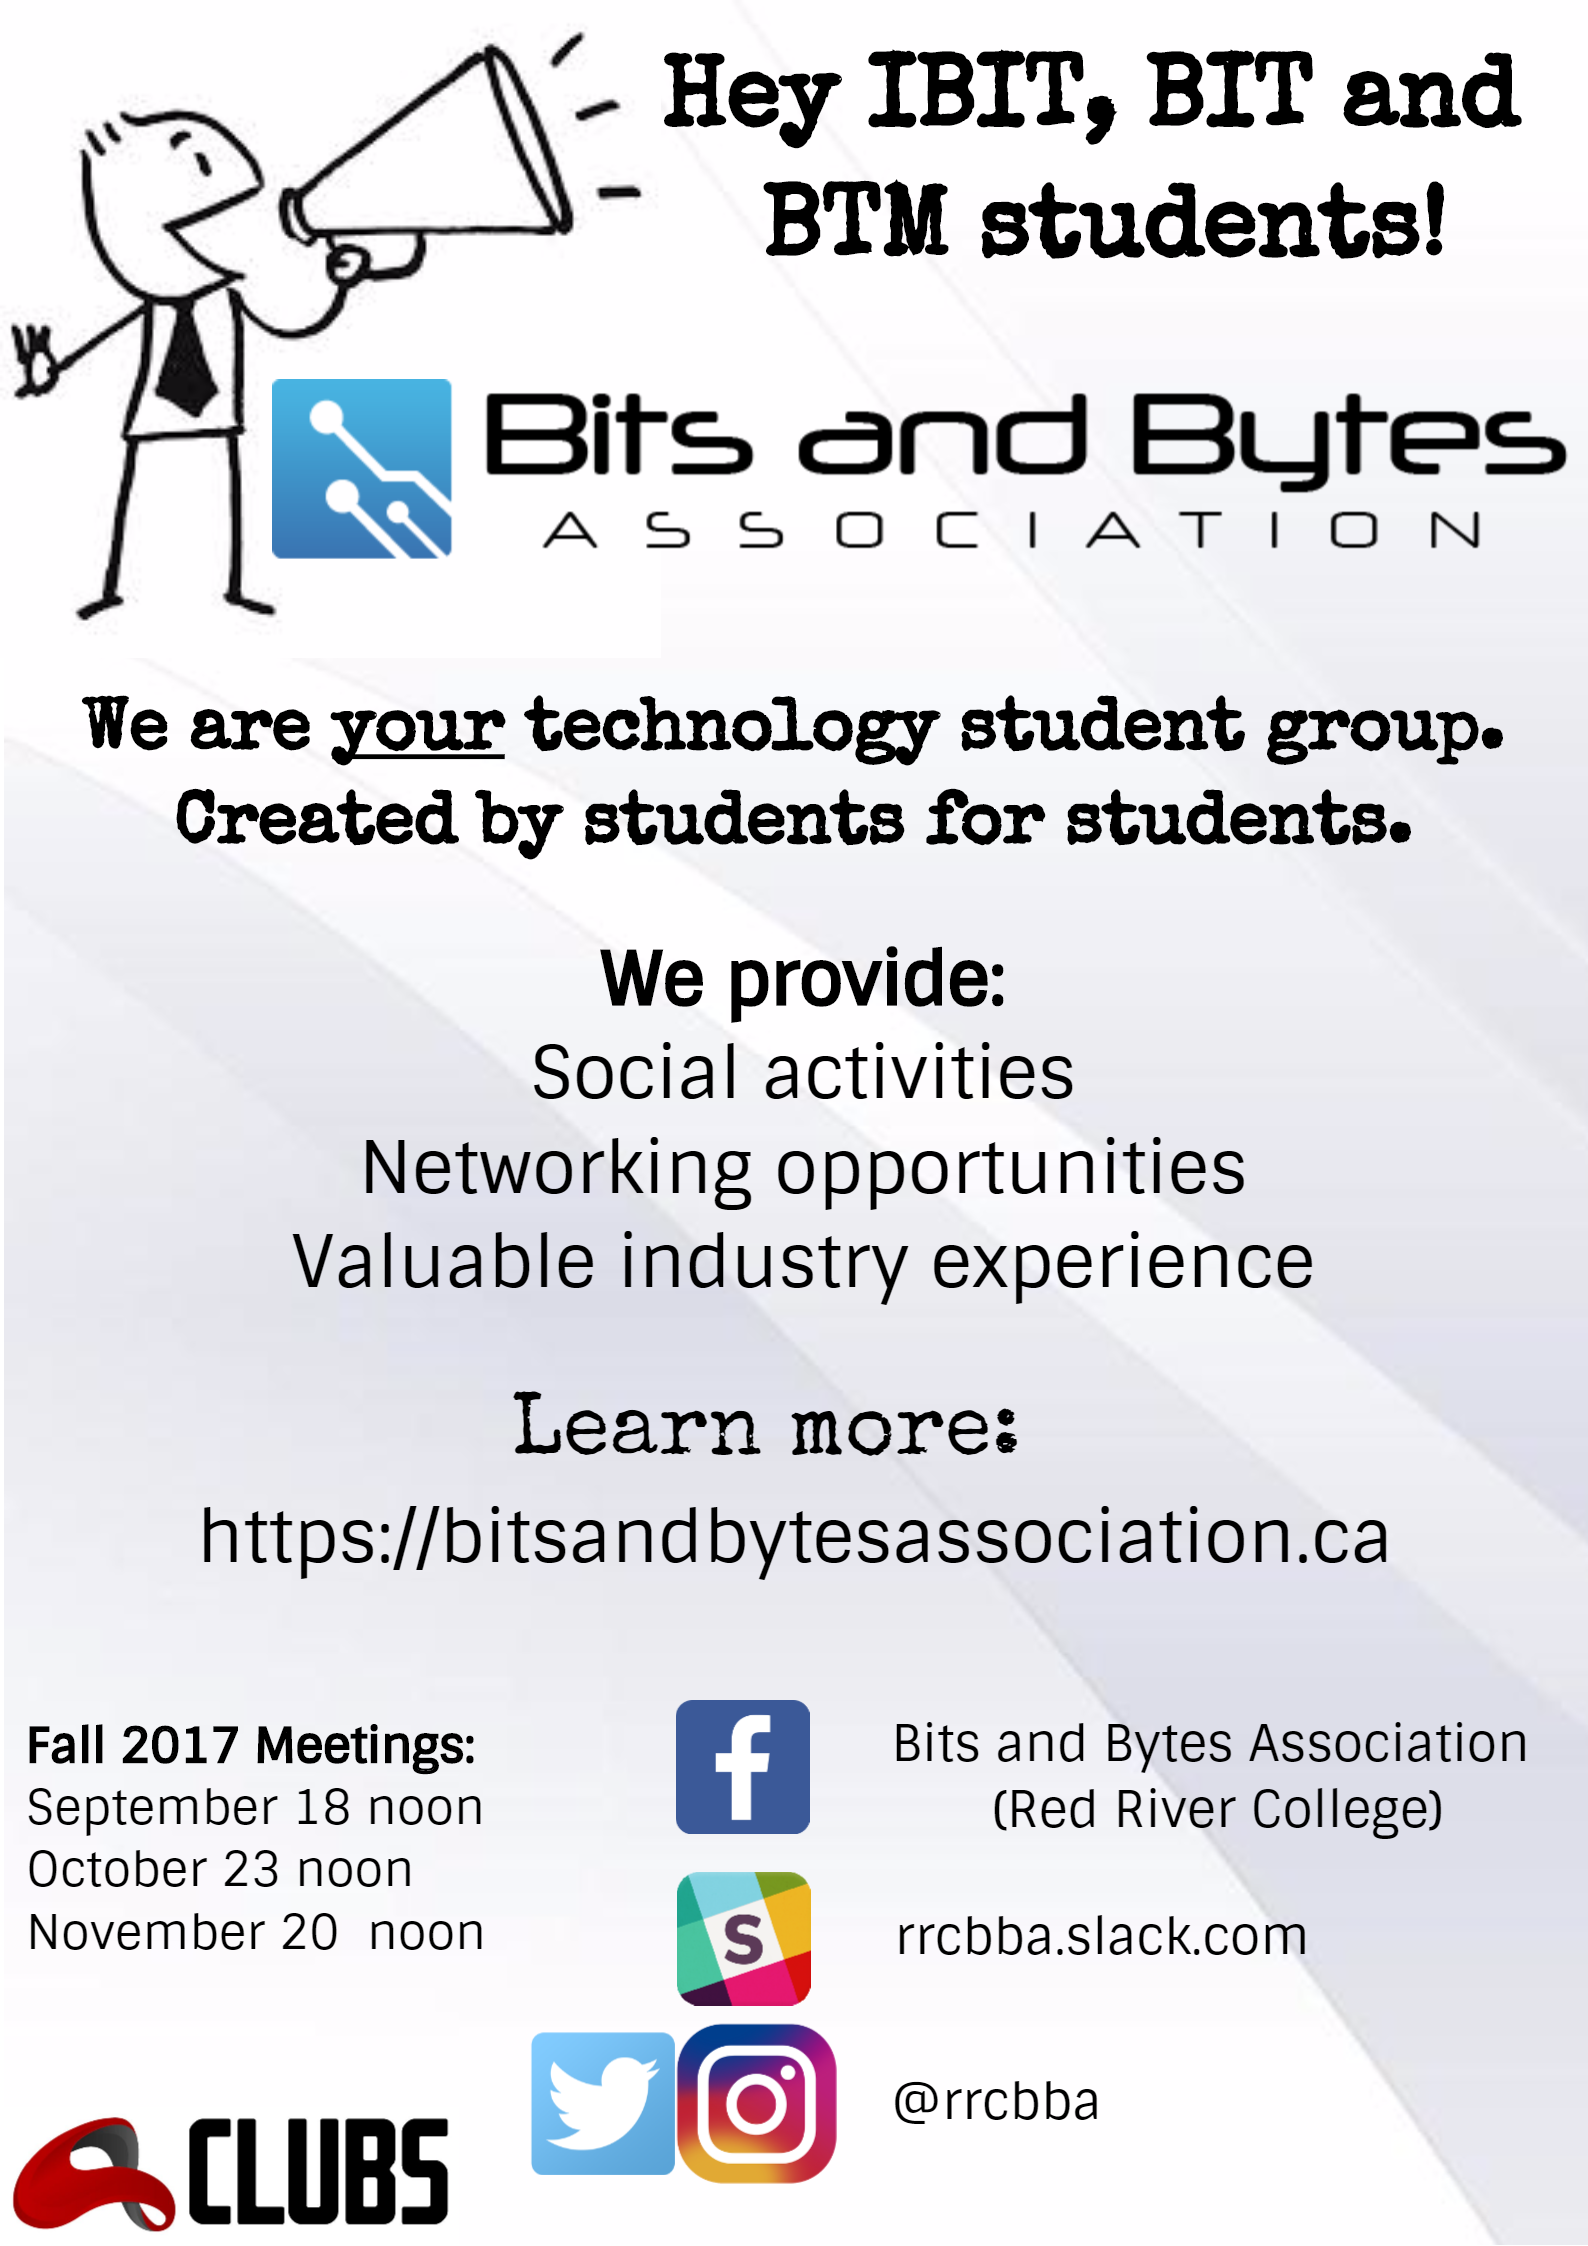 Hey IBIT, BIT and
BTM students!
Bits and Bytes
ASSOCIATION
We are your technology student group.
Created by students for students.
We provide:
Social activities
Networking opportunities
Valuable industry experience
Learn more:
https://bitsandbytesassociation.ca
Fall 2017 Meetings:
September 18 noon
October 23 noon
November 20 noon
f
Bits and Bytes Association
(Red River College)
S
rrcbba.slack.com
@rrcbba
CLUBS